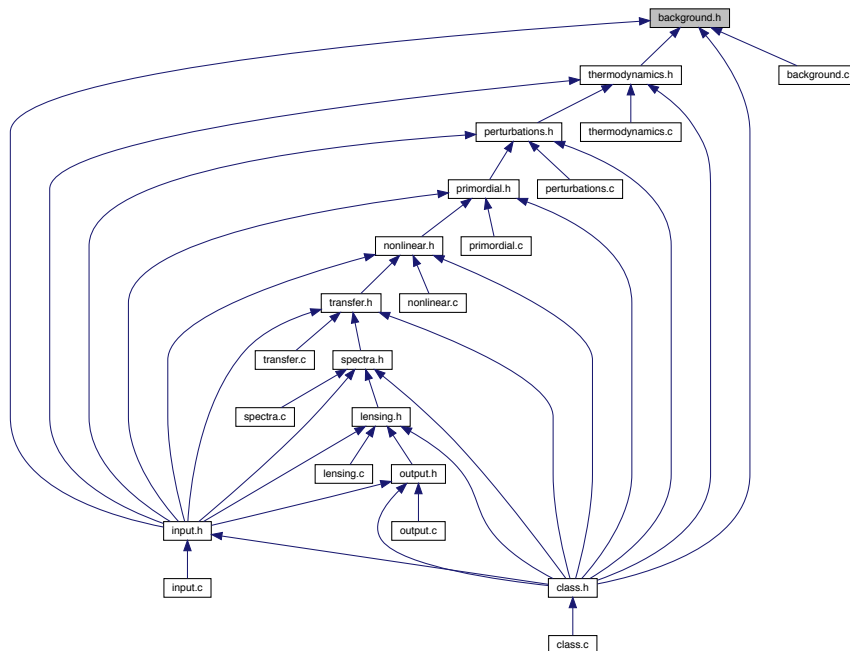 background.h
thermodynamics.h
background.c
perturbations.h
thermodynamics.c
primordial.h
perturbations.c
nonlinear.h
primordial.c
transfer.h
nonlinear.c
transfer.c
spectra.h
spectra.c
lensing.h
lensing.c
output.h
input.h
output.c
input.c
class.h
class.c